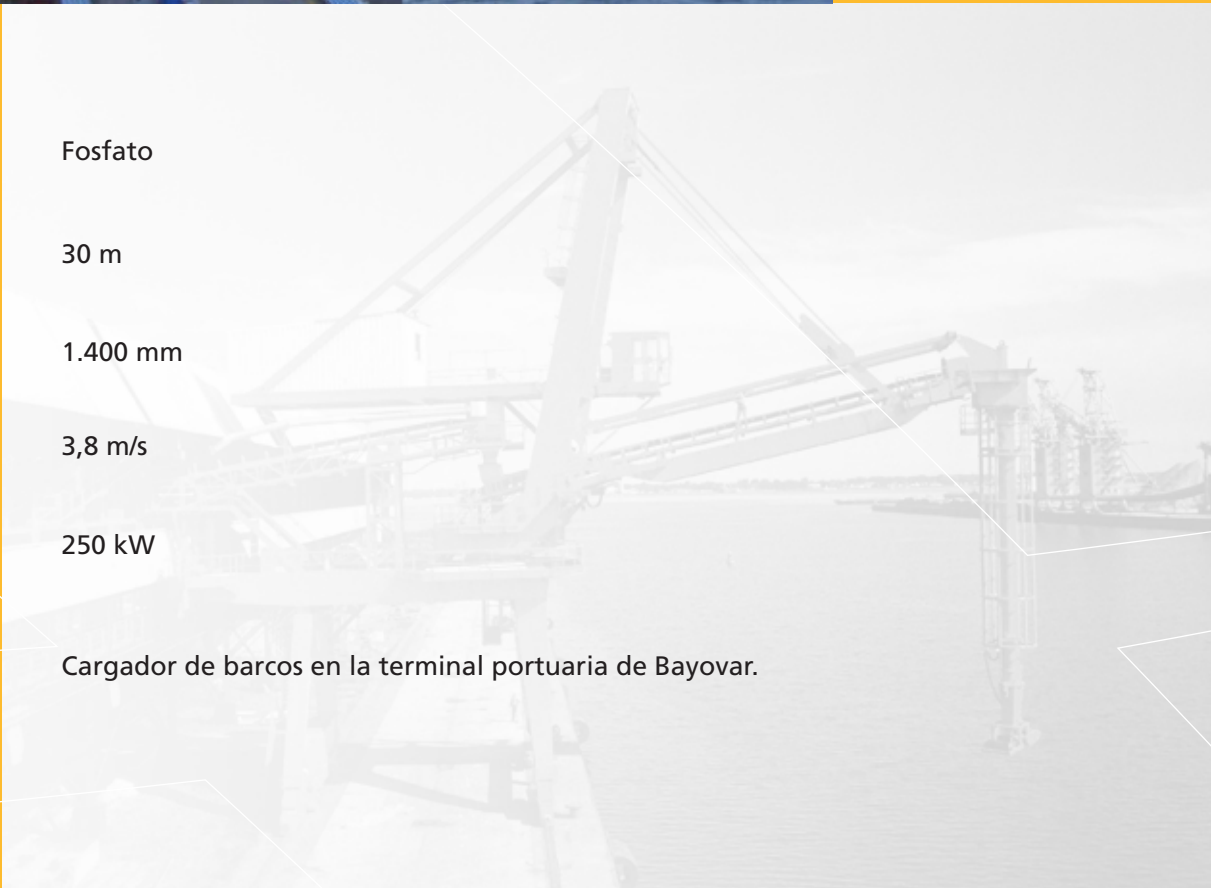 Fosfato
30 m
1.400 mm
3,8 m/s
250 kW
Cargador de barcos en la terminal portuaria de Bayovar.